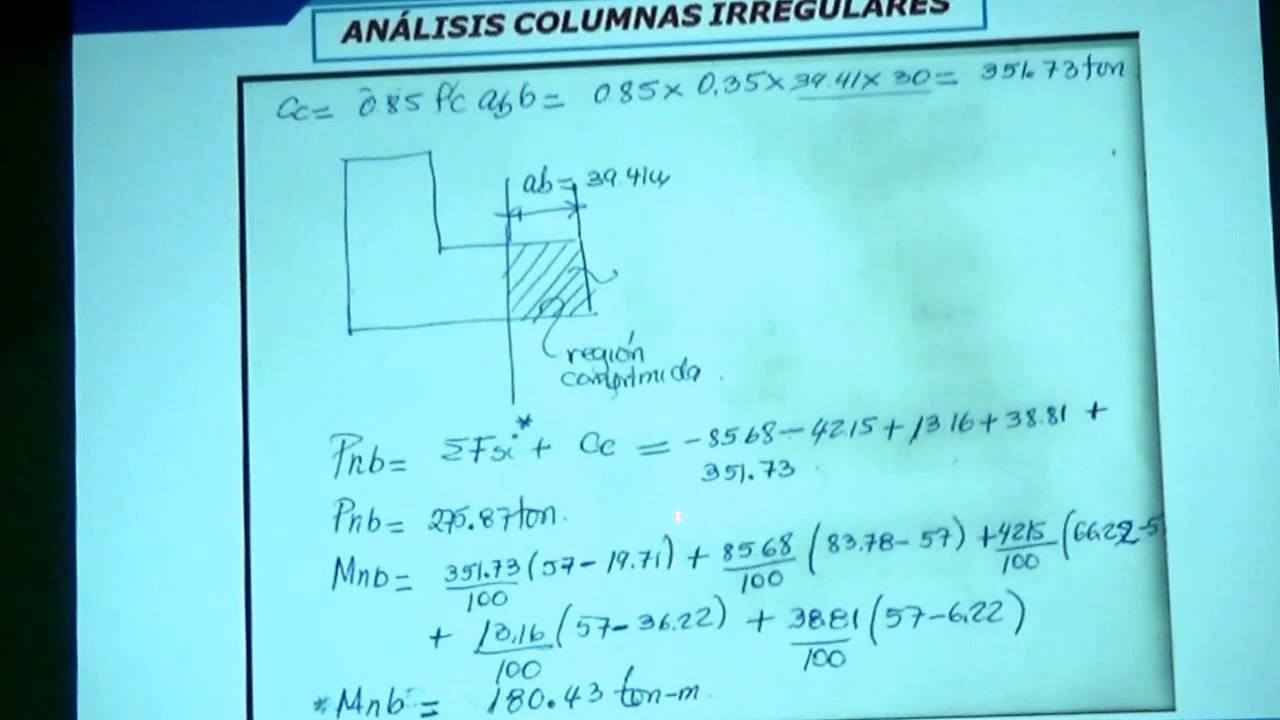 ANÁLISIS COLUMNAS IRREGULARES
Cc = 0.85 f'c ab b = 0.85 x 0.35 x 39.41 x 30 = 351.73 ton
ab = 39.41 cm
región
comprimida.
Pnb = ΣFsi* + Cc = -85.68 - 42.15 + 13.16 + 38.81 +
351.73
Pnb = 275.87 ton.
Mnb = 351.73/100 (57 - 19.71) + 85.68/100 (83.78 - 57) + 42.15/100 (66.22 - 5
+ 13.16/100 (57 - 36.22) + 38.81/100 (57 - 6.22)
* Mnb = 180.43 ton-m.